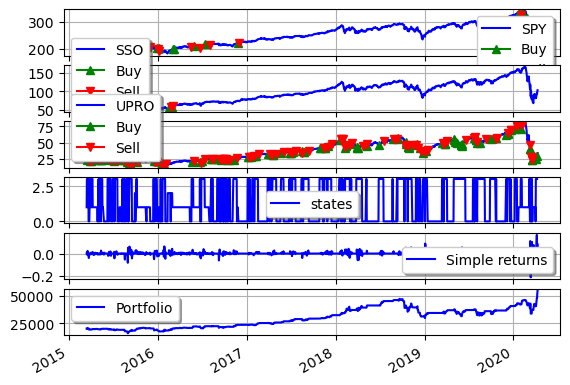 300
200
SPY
Buy
SSO
Buy
Sell
150
100
50
UPRO
Buy
Sell
75
50
25
2.5
0.0
states
0.0
−0.2
Simple returns
50000
25000
Portfolio
2015 2016 2017 2018 2019 2020